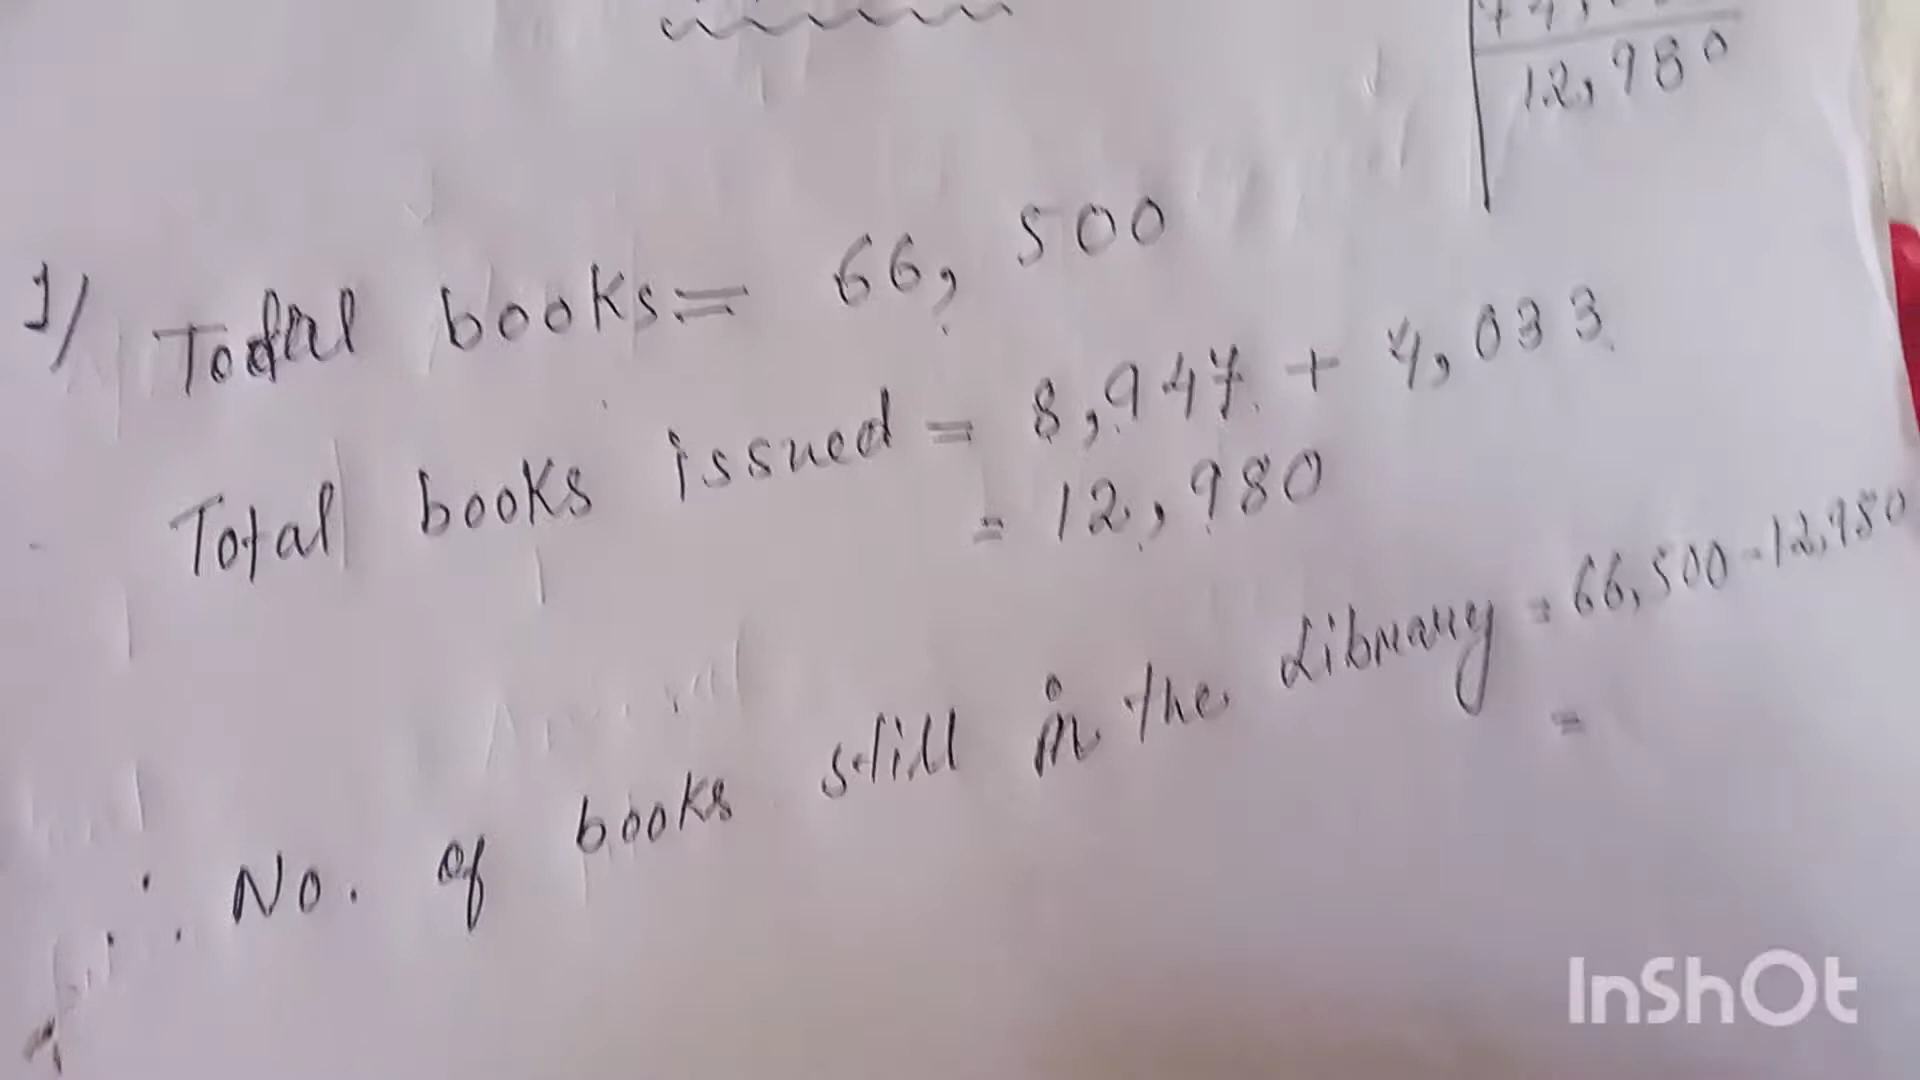 12,980
1/ Total books = 66,500
Total books issued = 8,947 + 4,033
= 12,980
∴ No. of books still in the Library = 66,500 - 12,980
=
InShOt